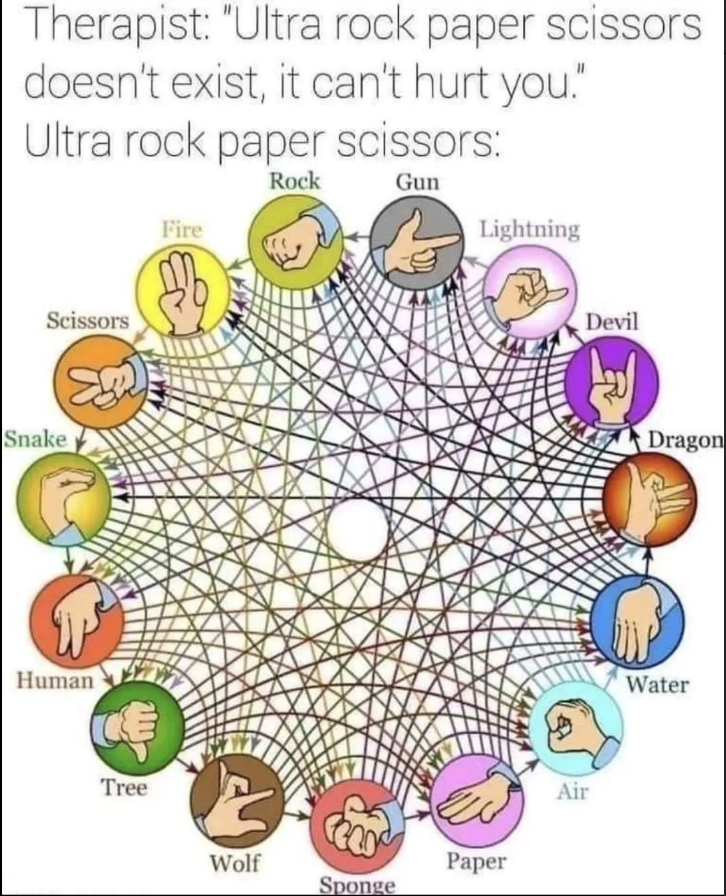 Therapist: "Ultra rock paper scissors
doesn't exist, it can't hurt you."
Ultra rock paper scissors:
Rock
Gun
Fire
Lightning
Scissors
Devil
Snake
Dragon
Human
Water
Tree
Air
Wolf
Paper
Sponge